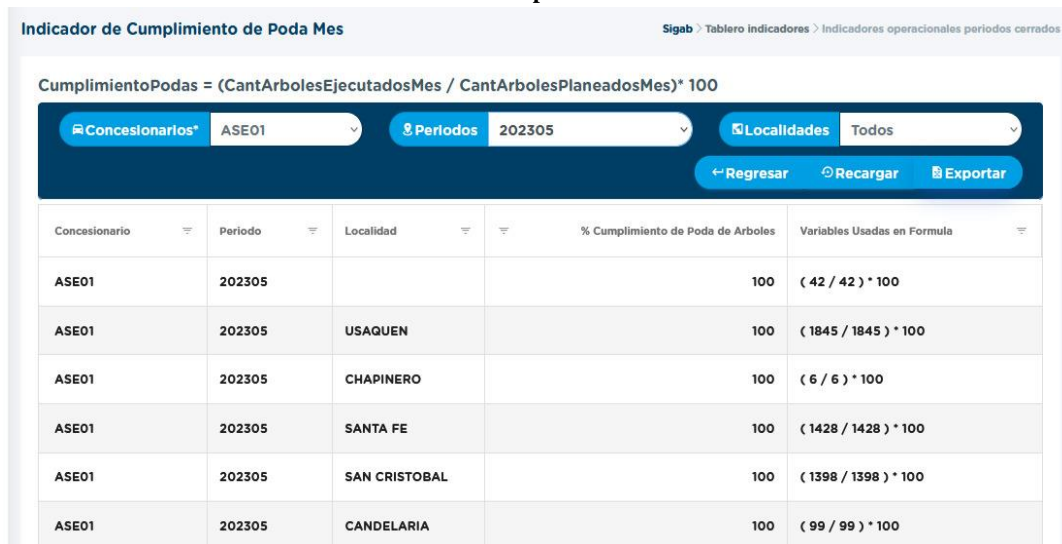 Indicador de Cumplimiento de Poda Mes
Sigab > Tablero indicadores > Indicadores operacionales periodos cerrados
CumplimientoPodas = (CantArbolesEjecutadosMes / CantArbolesPlaneadosMes)* 100
Concesionarios* ASE01 Periodos 202305 Localidades Todos
Regresar Recargar Exportar
Concesionario Periodo Localidad % Cumplimiento de Poda de Arboles Variables Usadas en Formula
ASE01 202305 100 ( 42 / 42 ) * 100
ASE01 202305 USAQUEN 100 ( 1845 / 1845 ) * 100
ASE01 202305 CHAPINERO 100 ( 6 / 6 ) * 100
ASE01 202305 SANTA FE 100 ( 1428 / 1428 ) * 100
ASE01 202305 SAN CRISTOBAL 100 ( 1398 / 1398 ) * 100
ASE01 202305 CANDELARIA 100 ( 99 / 99 ) * 100